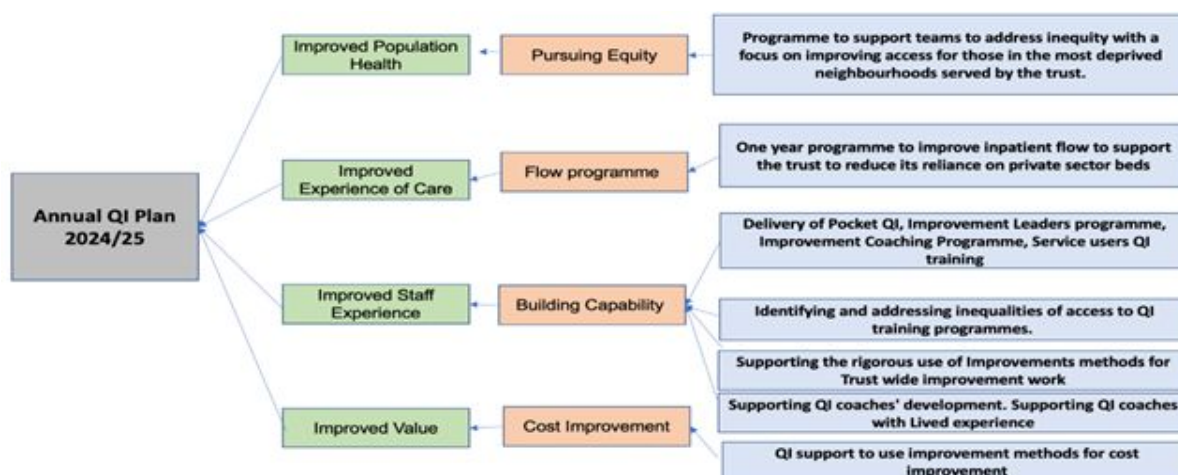 Annual QI Plan
2024/25
Improved Population
Health
Pursuing Equity
Programme to support teams to address inequity with a
focus on improving access for those in the most deprived
neighbourhoods served by the trust.
Improved
Experience of Care
Flow programme
One year programme to improve inpatient flow to support
the trust to reduce its reliance on private sector beds
Improved Staff
Experience
Building Capability
Delivery of Pocket QI, Improvement Leaders programme,
Improvement Coaching Programme, Service users QI
training
Identifying and addressing inequalities of access to QI
training programmes.
Supporting the rigorous use of Improvements methods for
Trust wide improvement work
Supporting QI coaches' development. Supporting QI coaches
with Lived experience
Improved Value
Cost Improvement
QI support to use improvement methods for cost
improvement